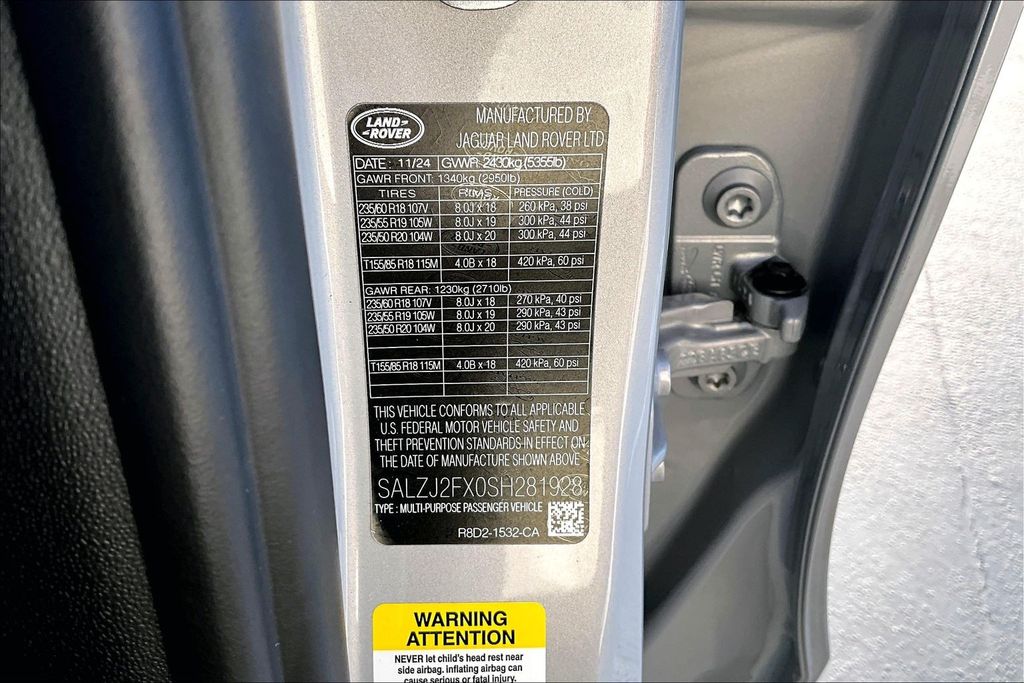 LAND-
-ROVER
MANUFACTURED BY
JAGUAR LAND ROVER LTD
DATE: 11/24 GVWR 2430kg (5355lb)
GAWR FRONT: 1340kg (2950lb)
TIRES RIMS PRESSURE (COLD)
235/60 R18 107V 8.0J x 18 260 kPa, 38 psi
235/55 R19 105W 8.0J x 19 300 kPa, 44 psi
235/50 R20 104W 8.0J x 20 300 kPa, 44 psi
T155/85 R18 115M 4.0B x 18 420 kPa, 60 psi
GAWR REAR: 1230kg (2710lb)
235/60 R18 107V 8.0J x 18 270 kPa, 40 psi
235/55 R19 105W 8.0J x 19 290 kPa, 43 psi
235/50 R20 104W 8.0J x 20 290 kPa, 43 psi
T155/85 R18 115M 4.0B x 18 420 kPa, 60 psi
THIS VEHICLE CONFORMS TO ALL APPLICABLE
U.S. FEDERAL MOTOR VEHICLE SAFETY AND
THEFT PREVENTION STANDARDS IN EFFECT ON
THE DATE OF MANUFACTURE SHOWN ABOVE
SALZJ2FX0SH281928
TYPE : MULTI-PURPOSE PASSENGER VEHICLE
R8D2-1532-CA
WARNING
ATTENTION
NEVER let child's head rest near
side airbag. inflating airbag can
cause serious or fatal injury.